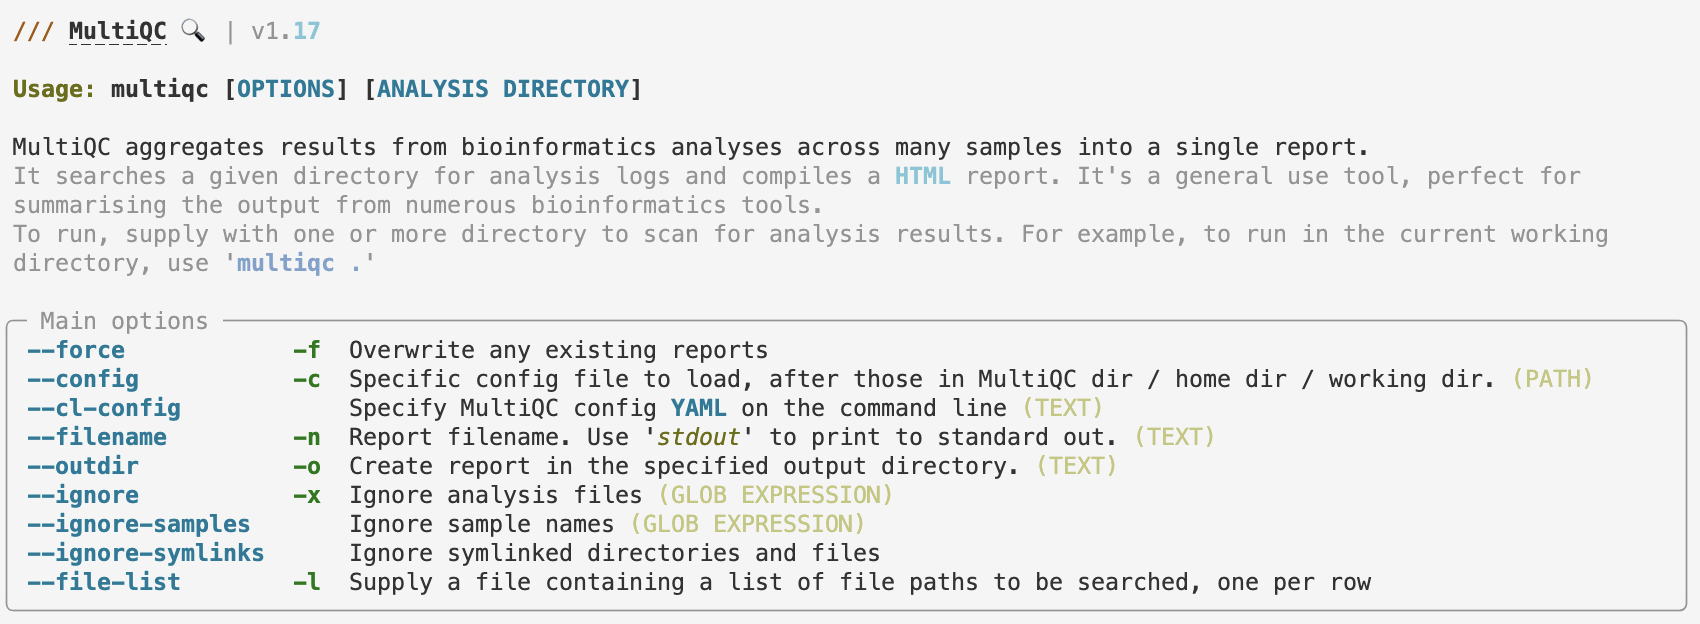 /// MultiQC 🔍 | v1.17
Usage: multiqc [OPTIONS] [ANALYSIS DIRECTORY]
MultiQC aggregates results from bioinformatics analyses across many samples into a single report.
It searches a given directory for analysis logs and compiles a HTML report. It's a general use tool, perfect for
summarising the output from numerous bioinformatics tools.
To run, supply with one or more directory to scan for analysis results. For example, to run in the current working
directory, use 'multiqc .'
Main options
--force -f Overwrite any existing reports
--config -c Specific config file to load, after those in MultiQC dir / home dir / working dir. (PATH)
--cl-config Specify MultiQC config YAML on the command line (TEXT)
--filename -n Report filename. Use 'stdout' to print to standard out. (TEXT)
--outdir -o Create report in the specified output directory. (TEXT)
--ignore -x Ignore analysis files (GLOB EXPRESSION)
--ignore-samples Ignore sample names (GLOB EXPRESSION)
--ignore-symlinks Ignore symlinked directories and files
--file-list -l Supply a file containing a list of file paths to be searched, one per row